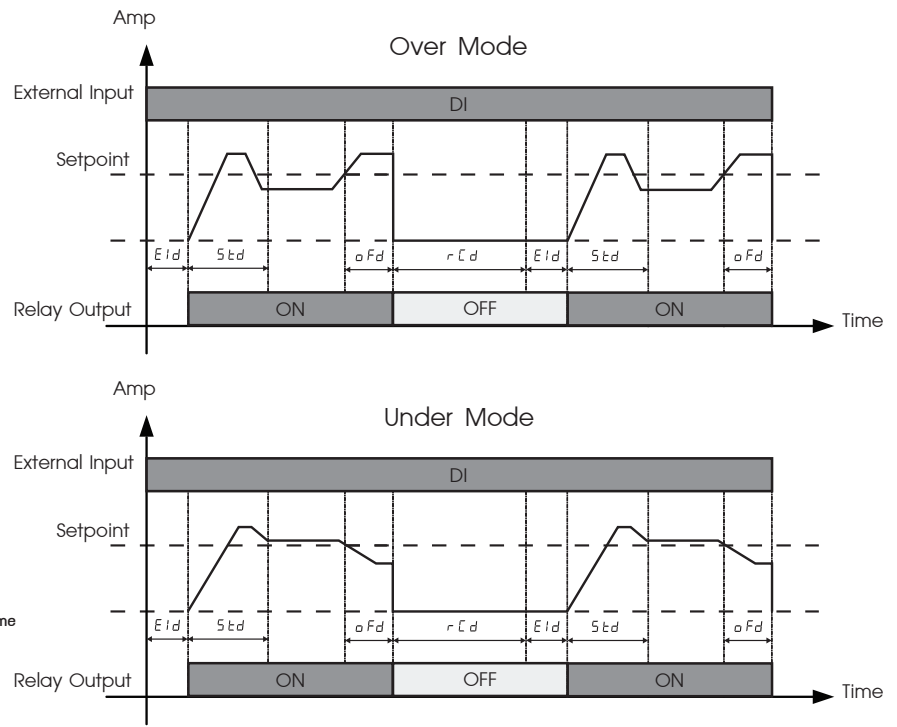 Amp
Over Mode
External Input
DI
Setpoint
EId Std oFd rCd EId Std oFd
Relay Output ON OFF ON
Time
Amp
Under Mode
External Input
DI
Setpoint
EId Std oFd rCd EId Std oFd
Relay Output ON OFF ON
Time